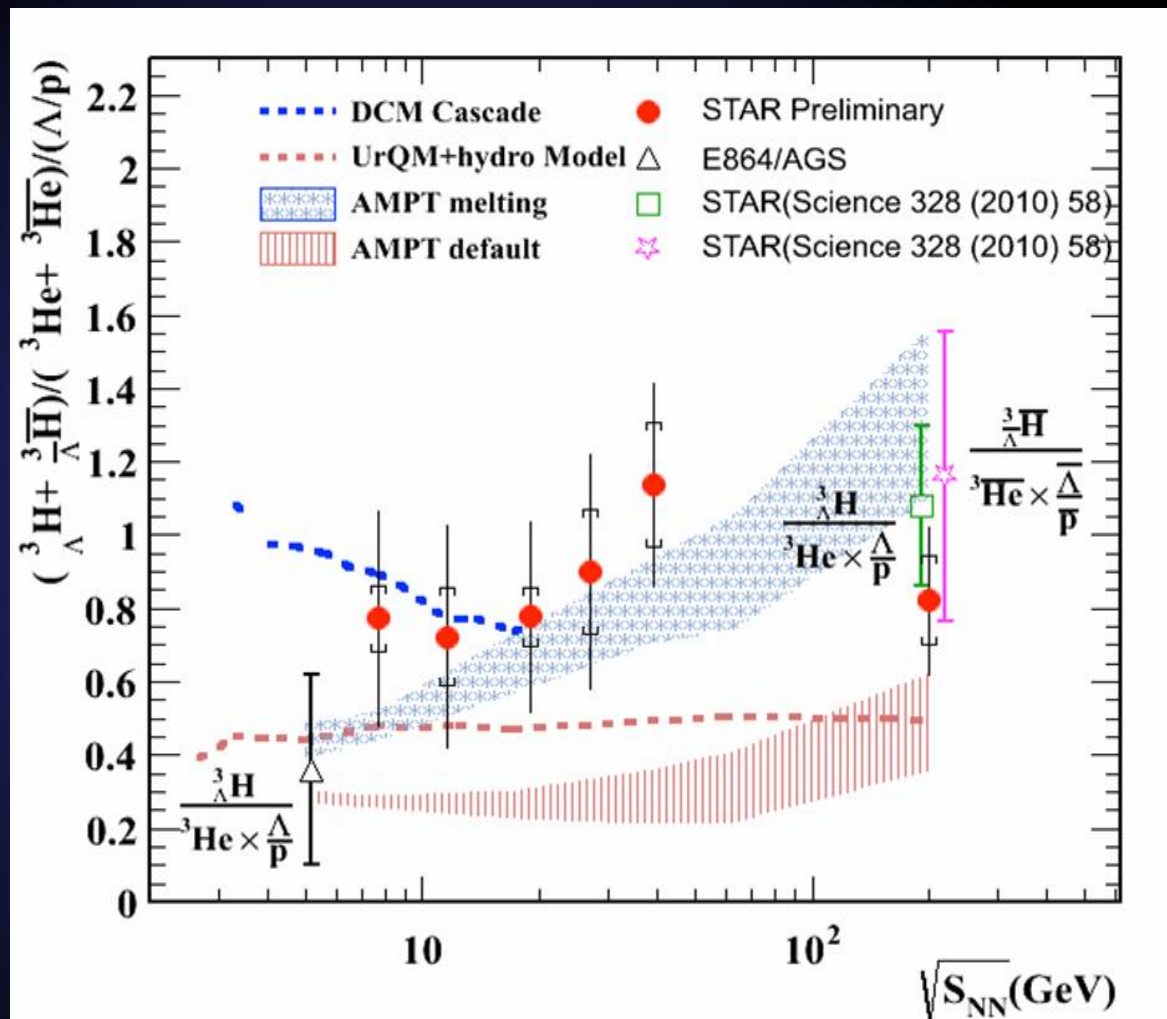 (³ΛH+ ³Λ̅H̅)/( ³He+ ³H̅e̅)/(Λ/p)
2.2
2
1.8
1.6
1.4
1.2
1
0.8
0.6
0.4
0.2
0
DCM Cascade
UrQM+hydro Model
AMPT melting
AMPT default
STAR Preliminary
E864/AGS
STAR(Science 328 (2010) 58)
STAR(Science 328 (2010) 58)
³Λ̅H̅
³H̅e̅ × Λ̅/p̅
³ΛH
³He × Λ/p
³ΛH
³He × Λ/p
10
10²
√S_NN(GeV)